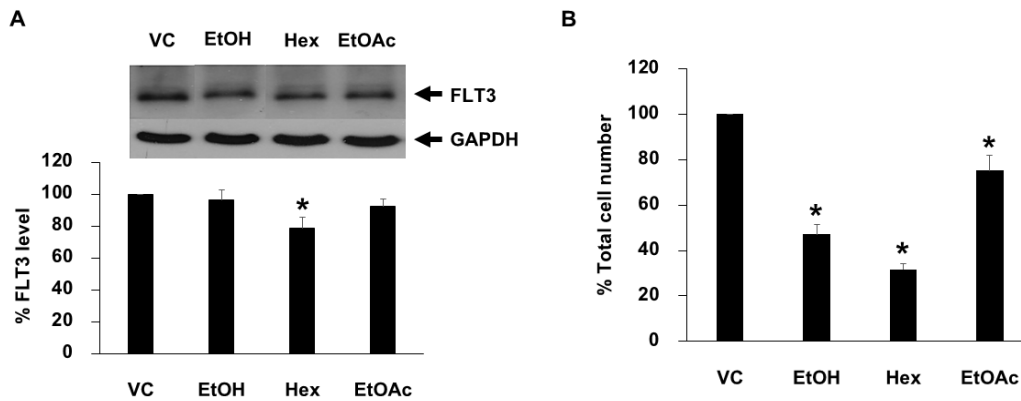 A
VC EtOH Hex EtOAc
FLT3
GAPDH
% FLT3 level
120
100
80
60
40
20
0
*
VC EtOH Hex EtOAc
B
% Total cell number
120
100
80
60
40
20
0
*
*
*
VC EtOH Hex EtOAc